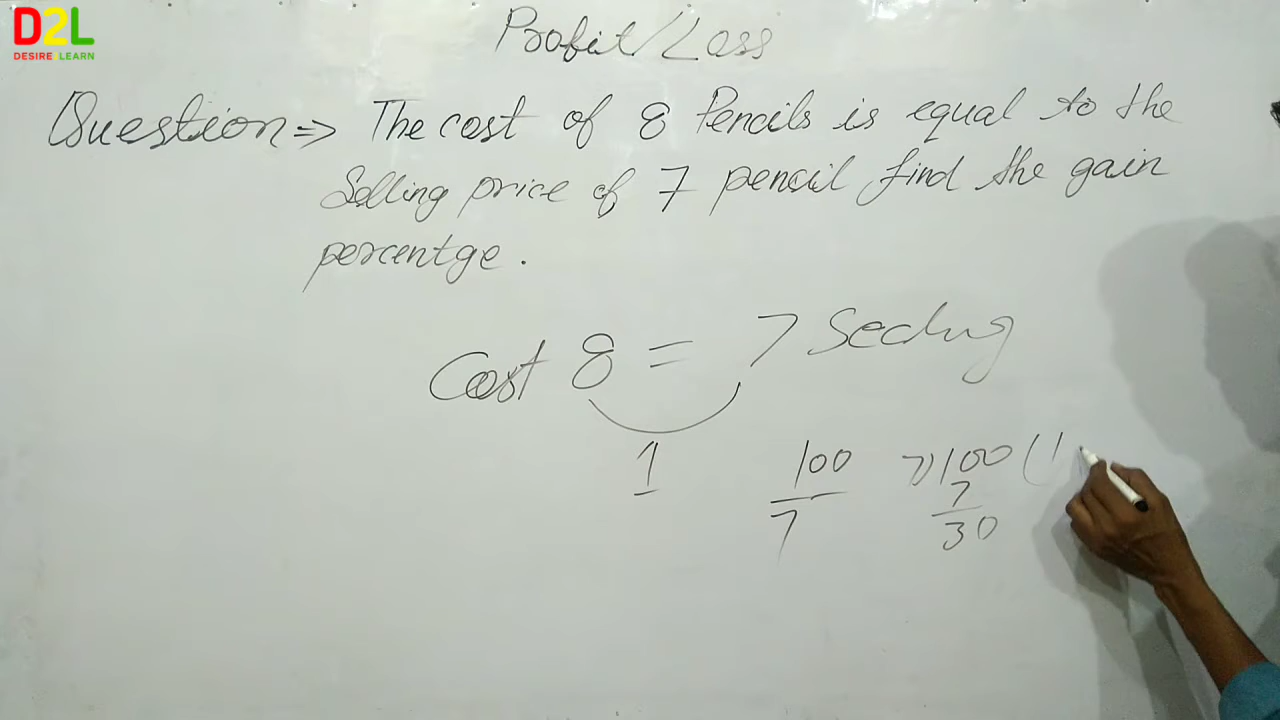 D2L
DESIRE LEARN
Profit/Loss
Question => The cost of 8 Pencils is equal to the
Selling price of 7 pencil find the gain
percentge.
Cost 8 = 7
1
100
7
7)100(1
7
30